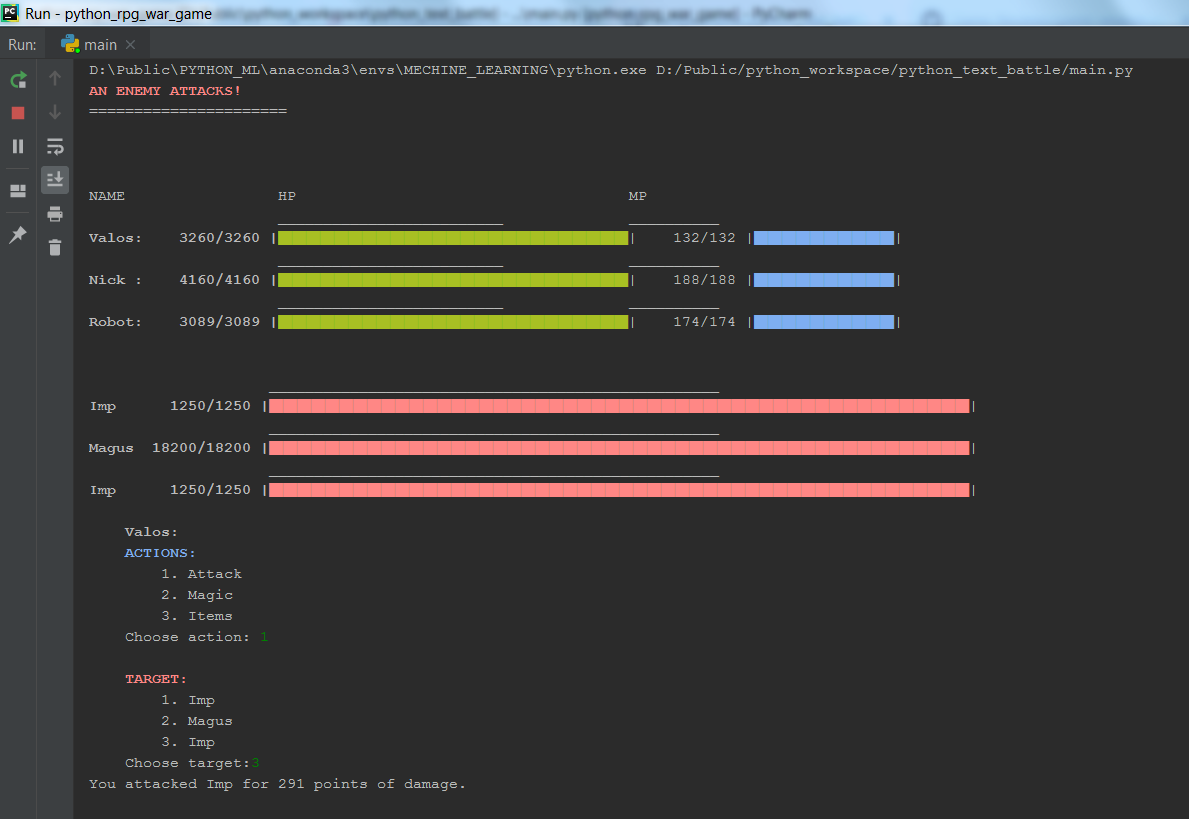 Run - python_rpg_war_game
Run: main
D:\Public\PYTHON_ML\anaconda3\envs\MECHINE_LEARNING\python.exe D:/Public/python_workspace/python_text_battle/main.py
AN ENEMY ATTACKS!
======================
NAME HP MP
Valos: 3260/3260 | | 132/132 | |
Nick : 4160/4160 | | 188/188 | |
Robot: 3089/3089 | | 174/174 | |
Imp 1250/1250 | |
Magus 18200/18200 | |
Imp 1250/1250 | |
Valos:
ACTIONS:
1. Attack
2. Magic
3. Items
Choose action: 1
TARGET:
1. Imp
2. Magus
3. Imp
Choose target:3
You attacked Imp for 291 points of damage.